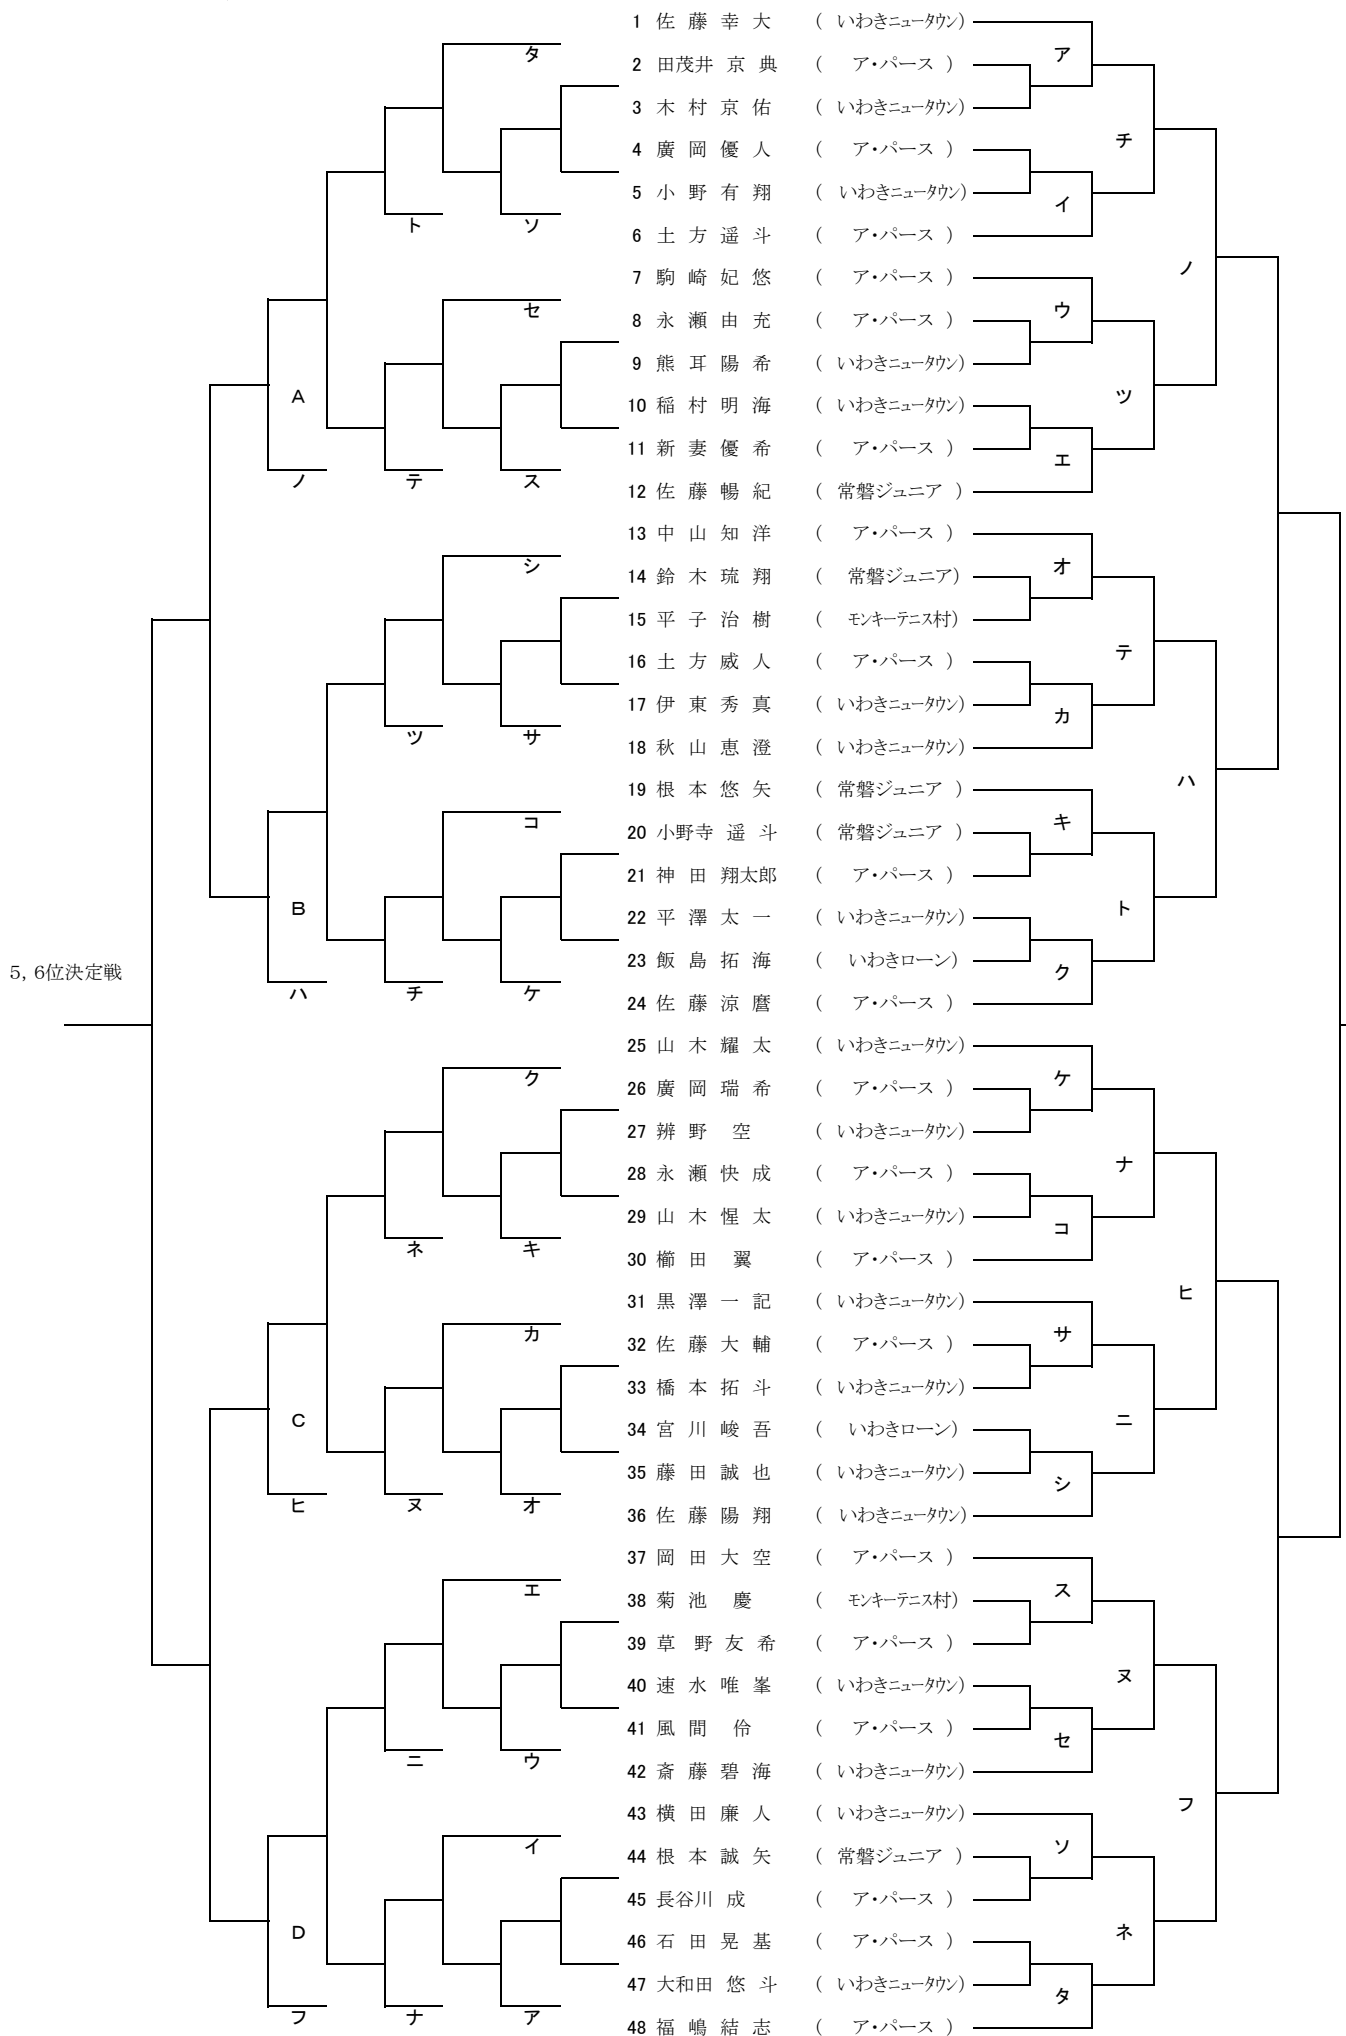 1 佐 藤 幸 大 ( いわきニュータウン)
タ ア
2 田茂井 京 典 ( ア・パース )
3 木 村 京 佑 ( いわきニュータウン)
チ
4 廣 岡 優 人 ( ア・パース )
5 小 野 有 翔 ( いわきニュータウン)
イ
ト ソ
6 土 方 遥 斗 ( ア・パース )
ノ
7 駒 崎 妃 悠 ( ア・パース )
セ ウ
8 永 瀬 由 充 ( ア・パース )
9 熊 耳 陽 希 ( いわきニュータウン)
A ツ
10 稲 村 明 海 ( いわきニュータウン)
11 新 妻 優 希 ( ア・パース )
エ
ノ テ ス
12 佐 藤 暢 紀 ( 常磐ジュニア )
13 中 山 知 洋 ( ア・パース )
シ オ
14 鈴 木 琉 翔 ( 常磐ジュニア)
15 平 子 治 樹 ( モンキーテニス村)
テ
16 土 方 威 人 ( ア・パース )
17 伊 東 秀 真 ( いわきニュータウン)
カ
ツ サ
18 秋 山 恵 澄 ( いわきニュータウン)
ハ
19 根 本 悠 矢 ( 常磐ジュニア )
コ キ
20 小野寺 遥 斗 ( 常磐ジュニア )
21 神 田 翔太郎 ( ア・パース )
B ト
22 平 澤 太 一 ( いわきニュータウン)
23 飯 島 拓 海 ( いわきローン)
5, 6位決定戦 ク
ハ チ ケ
24 佐 藤 涼 麿 ( ア・パース )
25 山 木 耀 太 ( いわきニュータウン)
ク ケ
26 廣 岡 瑞 希 ( ア・パース )
27 辨 野 空 ( いわきニュータウン)
ナ
28 永 瀬 快 成 ( ア・パース )
29 山 木 惺 太 ( いわきニュータウン)
コ
ネ キ
30 櫛 田 翼 ( ア・パース )
ヒ
31 黒 澤 一 記 ( いわきニュータウン)
カ サ
32 佐 藤 大 輔 ( ア・パース )
33 橋 本 拓 斗 ( いわきニュータウン)
C ニ
34 宮 川 峻 吾 ( いわきローン)
35 藤 田 誠 也 ( いわきニュータウン)
シ
ヒ ヌ オ
36 佐 藤 陽 翔 ( いわきニュータウン)
37 岡 田 大 空 ( ア・パース )
エ ス
38 菊 池 慶 ( モンキーテニス村)
39 草 野 友 希 ( ア・パース )
ヌ
40 速 水 唯 峯 ( いわきニュータウン)
41 風 間 伶 ( ア・パース )
セ
ニ ウ
42 斎 藤 碧 海 ( いわきニュータウン)
フ
43 横 田 廉 人 ( いわきニュータウン)
イ ソ
44 根 本 誠 矢 ( 常磐ジュニア )
45 長谷川 成 ( ア・パース )
D ネ
46 石 田 晃 基 ( ア・パース )
47 大和田 悠 斗 ( いわきニュータウン)
タ
フ ナ ア
48 福 嶋 結 志 ( ア・パース )